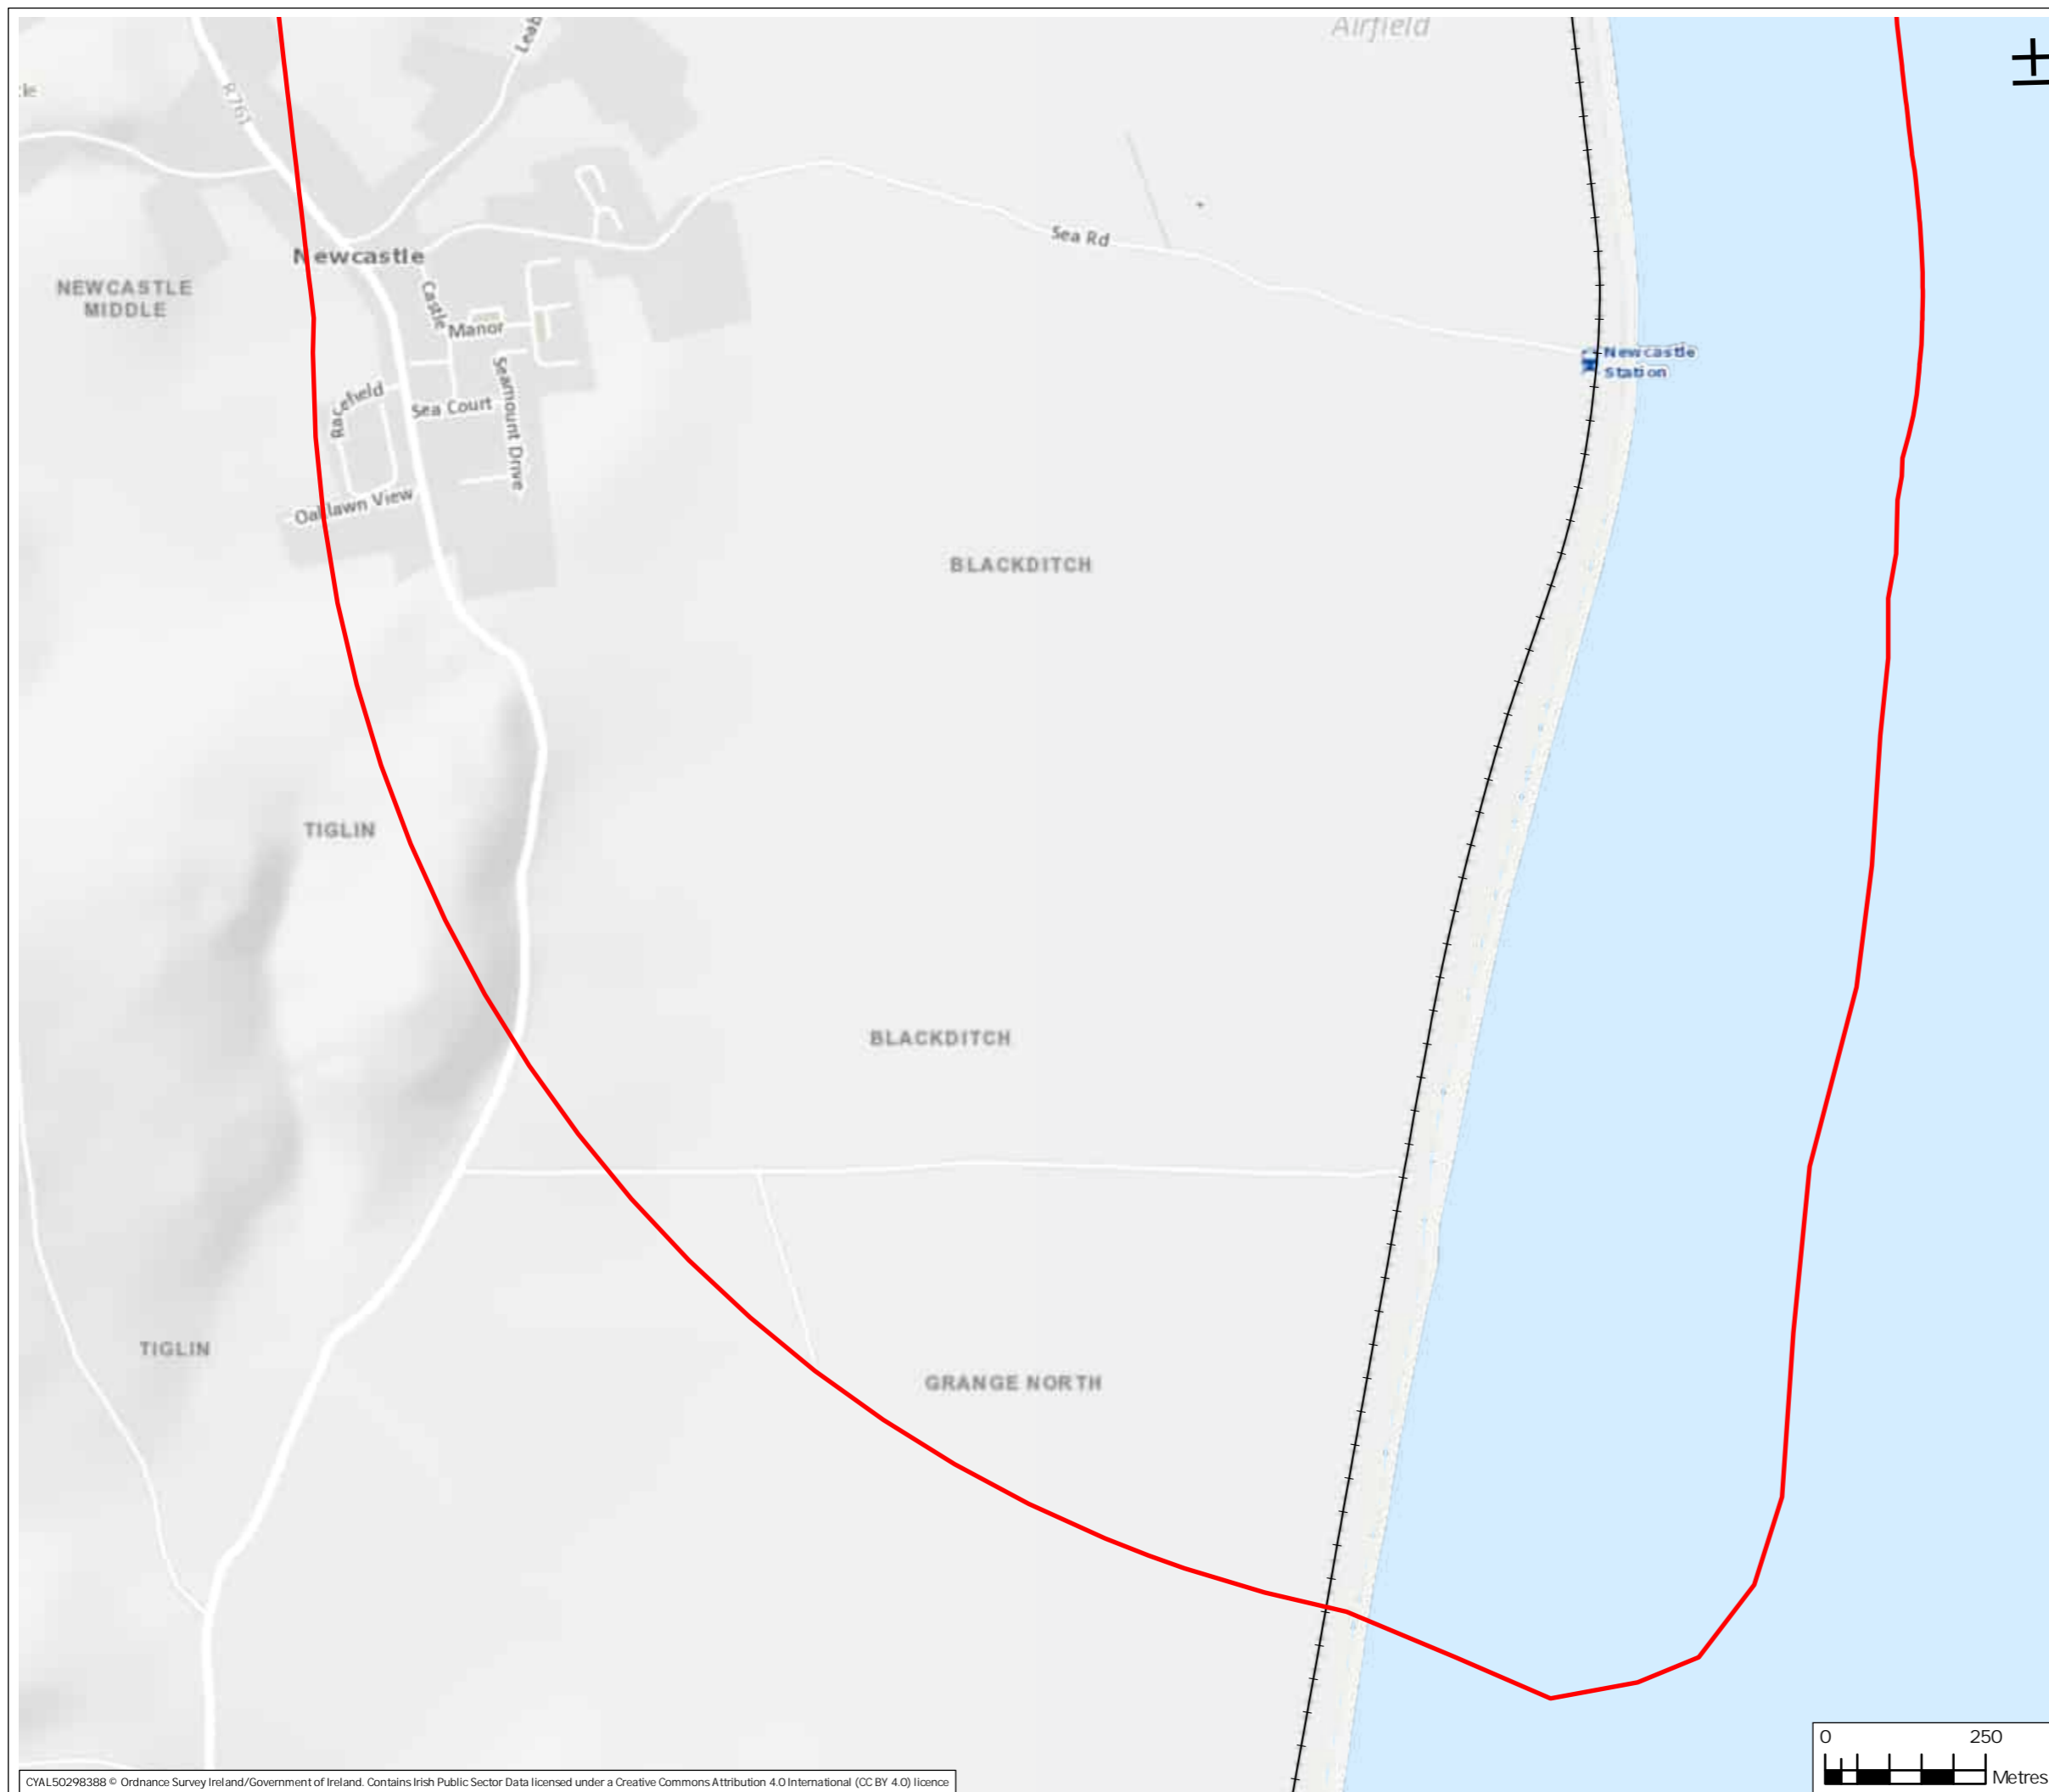 Airfield
R761
Newcastle
NEWCASTLE
MIDDLE
Sea Rd
Castle
Manor
Newcastle
Station
Racefield
Sea Court
Seamount Drive
Oaklawn View
BLACKDITCH
TIGLIN
BLACKDITCH
TIGLIN
GRANGE NORTH
0 250
Metres
CYAL50298388 © Ordnance Survey Ireland/Government of Ireland. Contains Irish Public Sector Data licensed under a Creative Commons Attribution 4.0 International (CC BY 4.0) licence